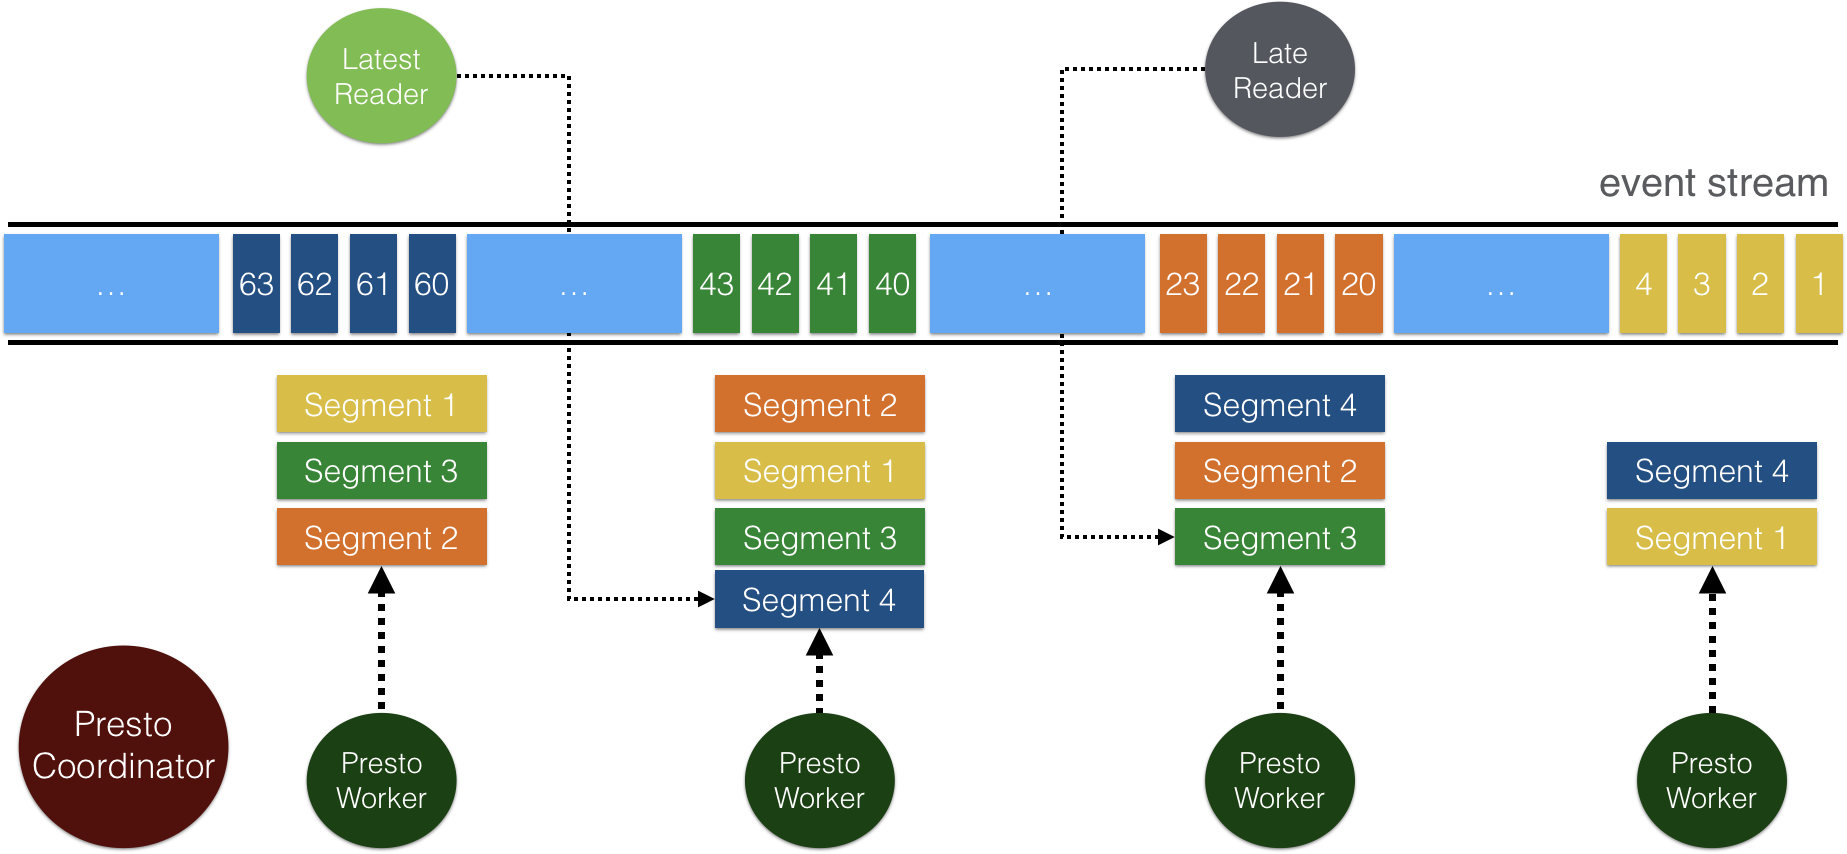 Latest
Reader
Late
Reader
event stream
... 63 62 61 60 ... 43 42 41 40 ... 23 22 21 20 ... 4 3 2 1
Segment 1
Segment 3
Segment 2
Segment 2
Segment 1
Segment 3
Segment 4
Segment 4
Segment 2
Segment 3
Segment 4
Segment 1
Presto
Coordinator
Presto
Worker
Presto
Worker
Presto
Worker
Presto
Worker